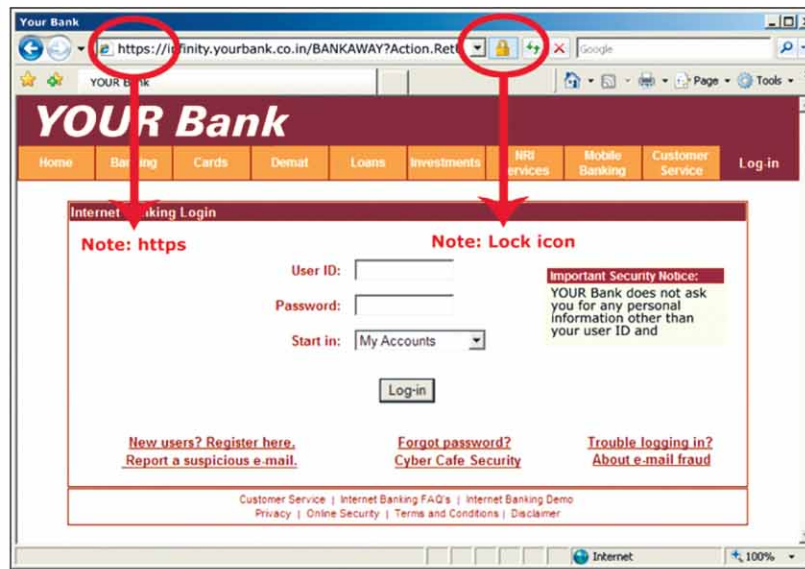 Your Bank
https://infinity.yourbank.co.in/BANKAWAY?Action.Ret
Google
YOUR Bank
Page
Tools
YOUR Bank
Home Banking Cards Demat Loans Investments NRI Services Mobile Banking Customer Service Log-in
Internet Banking Login
Note: https
Note: Lock icon
User ID:
Password:
Start in: My Accounts
Log-in
Important Security Notice:
YOUR Bank does not ask
you for any personal
information other than
your user ID and
New users? Register here. Forgot password? Trouble logging in?
Report a suspicious e-mail. Cyber Cafe Security About e-mail fraud
Customer Service | Internet Banking FAQ's | Internet Banking Demo
Privacy | Online Security | Terms and Conditions | Disclaimer
Internet 100%